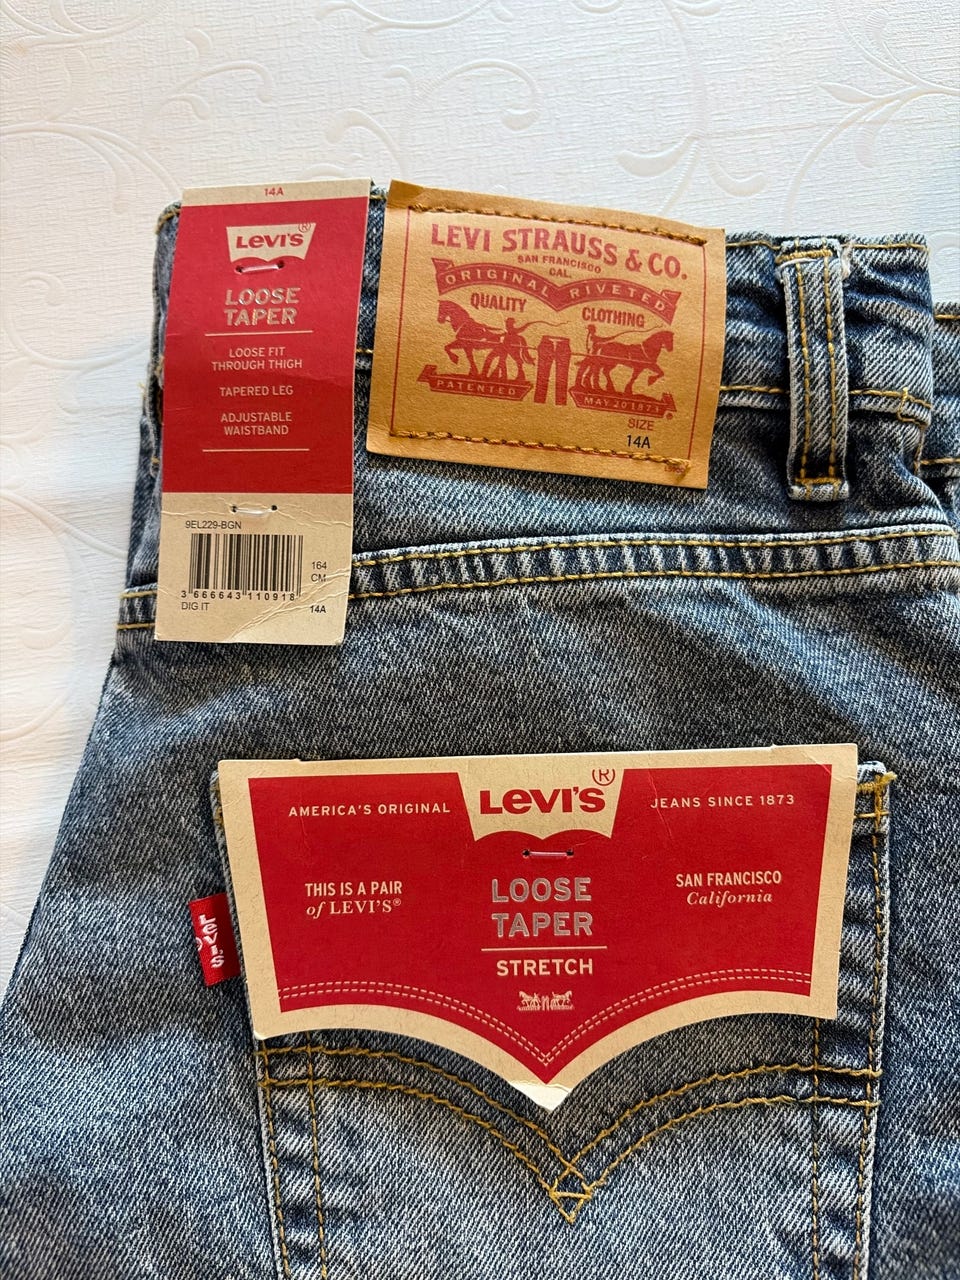 14A
LEVI'S®
LOOSE
TAPER
LOOSE FIT
THROUGH THIGH
TAPERED LEG
ADJUSTABLE
WAISTBAND
9EL229-BGN
164
CM
3 666643 110918
DIG IT
14A
LEVI STRAUSS & CO.
SAN FRANCISCO
CAL.
ORIGINAL RIVETED
QUALITY CLOTHING
PATENTED MAY 20 1873
SIZE
14A
AMERICA'S ORIGINAL
LEVI'S®
JEANS SINCE 1873
THIS IS A PAIR
of LEVI'S®
LOOSE
TAPER
STRETCH
SAN FRANCISCO
California
LEVI'S